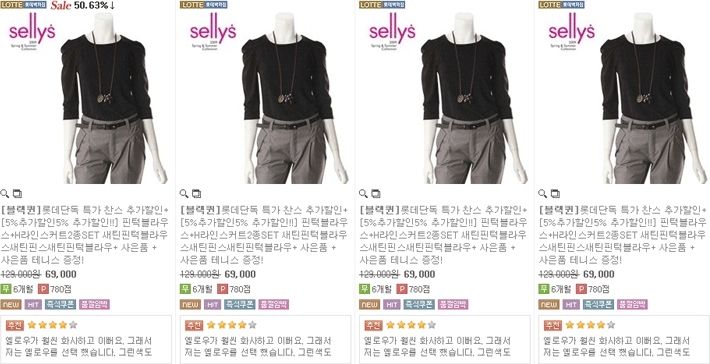 LOTTE 롯데백화점 Sale 50.63%↓
sellys
2009
Spring & Summer
Collection
[블랙퀸]롯데단독 특가 찬스 추가할인+
[5%추가할인5% 추가할인!!] 핀턱블라우
스+H라인스커트2종SET 새틴핀턱블라우
스새틴핀스새틴핀턱블라우+ 사은품 +
사은품 테니스 증정!
129,000원 69,000
무 6개월 P 780점
NEW HIT 즉석쿠폰 품절임박
추천
옐로우가 훨씬 화사하고 이뻐요. 그래서
저는 옐로우를 선택 했습니다. 그린색도
LOTTE 롯데백화점
sellys
2009
Spring & Summer
Collection
[블랙퀸]롯데단독 특가 찬스 추가할인+
[5%추가할인5% 추가할인!!] 핀턱블라우
스+H라인스커트2종SET 새틴핀턱블라우
스새틴핀스새틴핀턱블라우+ 사은품 +
사은품 테니스 증정!
129,000원 69,000
무 6개월 P 780점
NEW HIT 즉석쿠폰 품절임박
추천
옐로우가 훨씬 화사하고 이뻐요. 그래서
저는 옐로우를 선택 했습니다. 그린색도
LOTTE 롯데백화점
sellys
2009
Spring & Summer
Collection
[블랙퀸]롯데단독 특가 찬스 추가할인+
[5%추가할인5% 추가할인!!] 핀턱블라우
스+H라인스커트2종SET 새틴핀턱블라우
스새틴핀스새틴핀턱블라우+ 사은품 +
사은품 테니스 증정!
129,000원 69,000
무 6개월 P 780점
NEW HIT 즉석쿠폰 품절임박
추천
옐로우가 훨씬 화사하고 이뻐요. 그래서
저는 옐로우를 선택 했습니다. 그린색도
LOTTE 롯데백화점
sellys
2009
Spring & Summer
Collection
[블랙퀸]롯데단독 특가 찬스 추가할인+
[5%추가할인5% 추가할인!!] 핀턱블라우
스+H라인스커트2종SET 새틴핀턱블라우
스새틴핀스새틴핀턱블라우+ 사은품 +
사은품 테니스 증정!
129,000원 69,000
무 6개월 P 780점
NEW HIT 즉석쿠폰 품절임박
추천
옐로우가 훨씬 화사하고 이뻐요. 그래서
저는 옐로우를 선택 했습니다. 그린색도